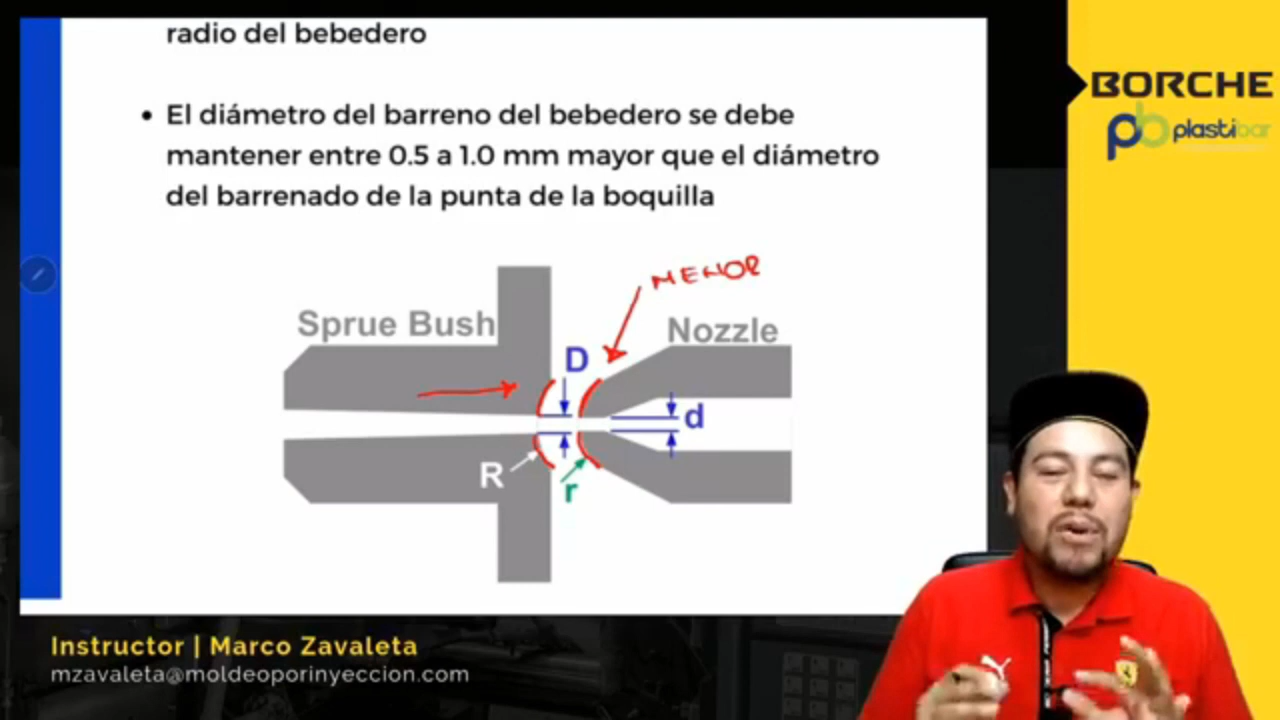 radio del bebedero
BORCHE
pb plastibar
• El diámetro del barreno del bebedero se debe
mantener entre 0.5 a 1.0 mm mayor que el diámetro
del barrenado de la punta de la boquilla
MENOR
Sprue Bush
Nozzle
D
d
R
r
Instructor | Marco Zavaleta
mzavaleta@moldeoporinyeccion.com